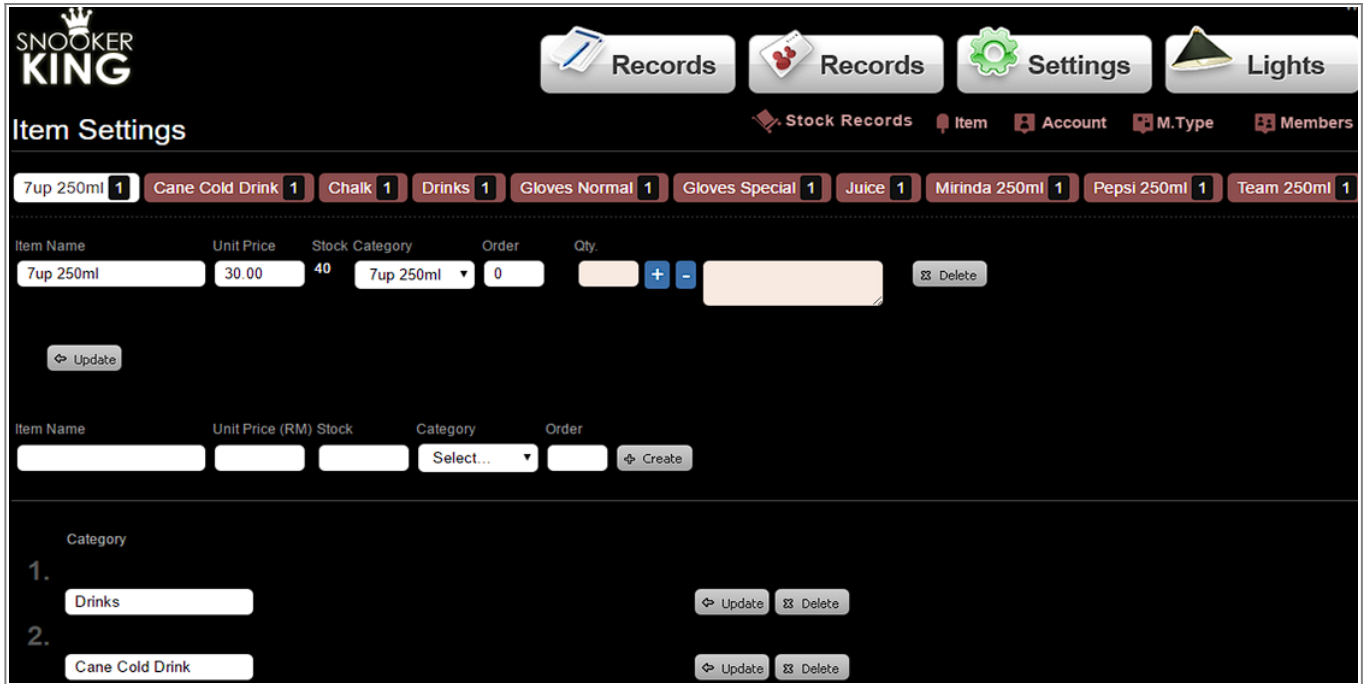 SNOOKER
KING
Records Records Settings Lights
Item Settings
Stock Records Item Account M.Type Members
7up 250ml 1 Cane Cold Drink 1 Chalk 1 Drinks 1 Gloves Normal 1 Gloves Special 1 Juice 1 Mirinda 250ml 1 Pepsi 250ml 1 Team 250ml 1
Item Name Unit Price Stock Category Order Qty.
7up 250ml 30.00 40 7up 250ml 0 + - Delete
Update
Item Name Unit Price (RM) Stock Category Order
Select... Create
Category
1.
Drinks Update Delete
2.
Cane Cold Drink Update Delete